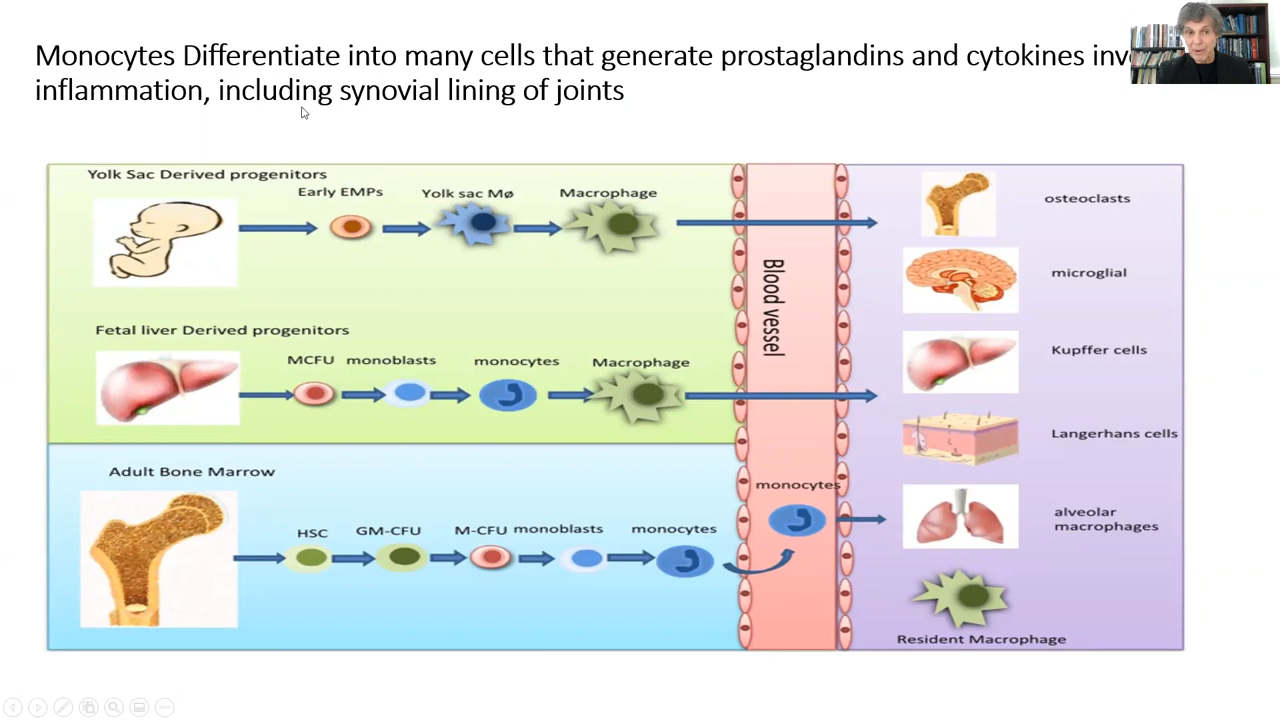 Monocytes Differentiate into many cells that generate prostaglandins and cytokines
inflammation, including synovial lining of joints
Yolk Sac Derived progenitors
Early EMPs
Yolk sac Mø
Macrophage
osteoclasts
microglial
Blood vessel
Fetal liver Derived progenitors
MCFU
monoblasts
monocytes
Macrophage
Kupffer cells
Langerhans cells
Adult Bone Marrow
HSC
GM-CFU
M-CFU
monoblasts
monocytes
monocytes
alveolar
macrophages
Resident Macrophage